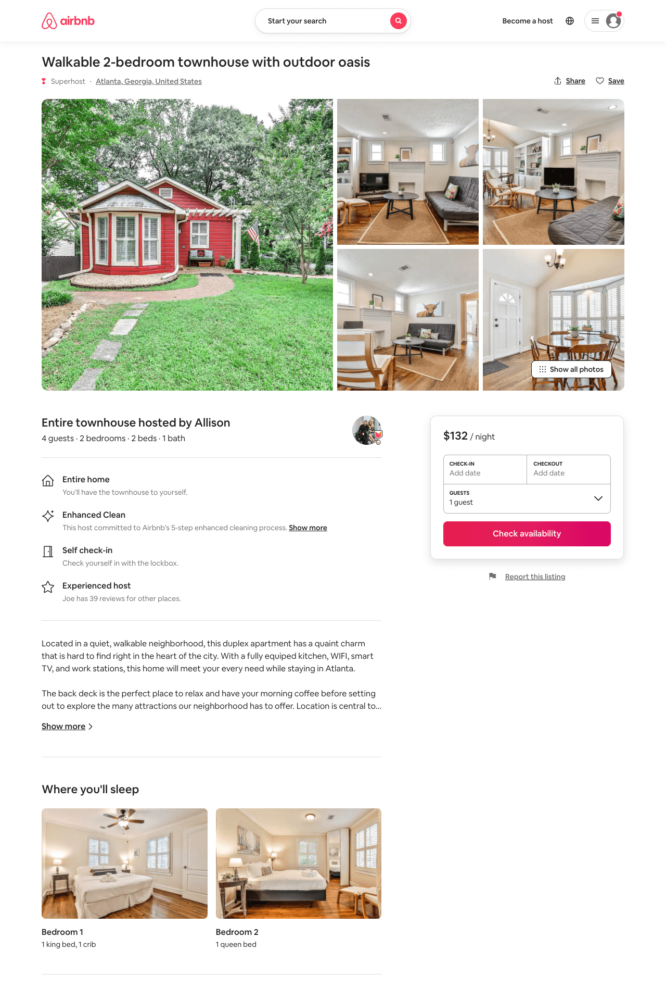 airbnb
Start your search
Become a host
Walkable 2-bedroom townhouse with outdoor oasis
Superhost · Atlanta, Georgia, United States
Share
Save
Show all photos
Entire townhouse hosted by Allison
4 guests · 2 bedrooms · 2 beds · 1 bath
Entire home
You’ll have the townhouse to yourself.
Enhanced Clean
This host committed to Airbnb's 5-step enhanced cleaning process. Show more
Self check-in
Check yourself in with the lockbox.
Experienced host
Joe has 39 reviews for other places.
$132 / night
CHECK-IN
Add date
CHECKOUT
Add date
GUESTS
1 guest
Check availability
Report this listing
Located in a quiet, walkable neighborhood, this duplex apartment has a quaint charm
that is hard to find right in the heart of the city. With a fully equiped kitchen, WIFI, smart
TV, and work stations, this home will meet your every need while staying in Atlanta.
The back deck is the perfect place to relax and have your morning coffee before setting
out to explore the many attractions our neighborhood has to offer. Location is central to...
Show more
Where you'll sleep
Bedroom 1
1 king bed, 1 crib
Bedroom 2
1 queen bed